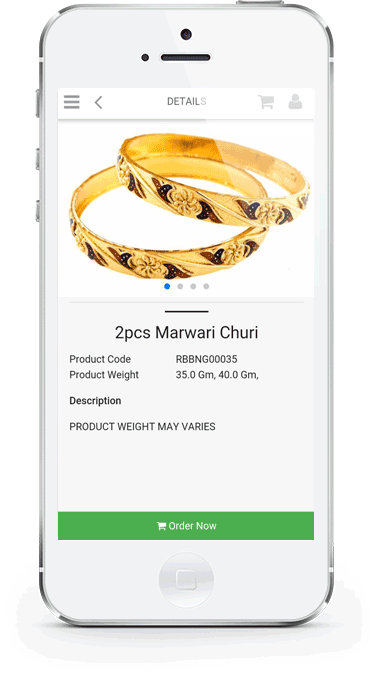 DETAILS
2pcs Marwari Churi
Product Code RBBNG00035
Product Weight 35.0 Gm, 40.0 Gm,
Description
PRODUCT WEIGHT MAY VARIES
Order Now